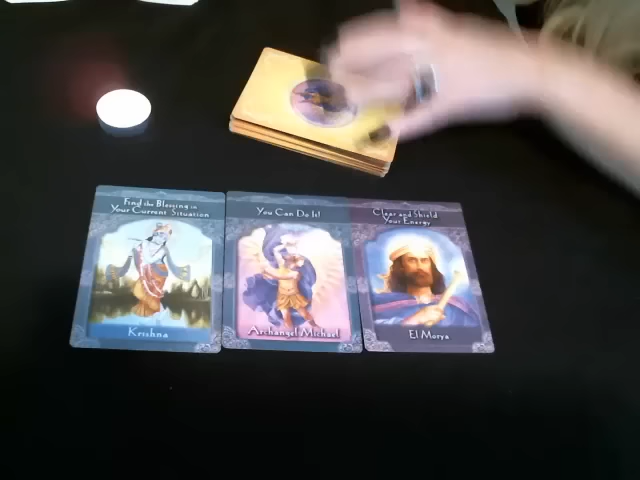 Find the Blessing in
Your Current Situation
Krishna
You Can Do It!
Archangel Michael
Clear and Shield
Your Energy
El Morya